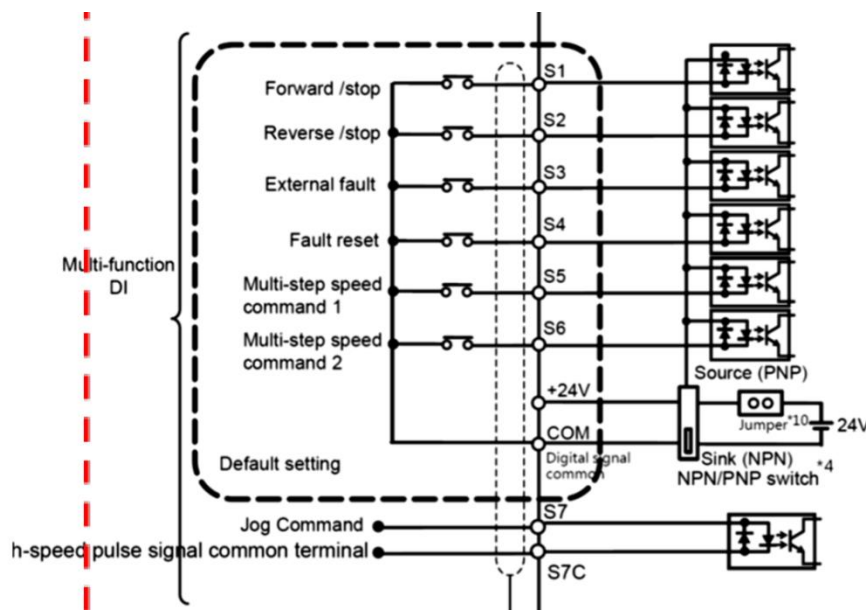 Forward /stop
S1
Reverse /stop
S2
External fault
S3
Fault reset
S4
Multi-function
DI
Multi-step speed
command 1
S5
Multi-step speed
command 2
S6
Source (PNP)
+24V
Jumper*10
24V
COM
Digital signal
common
Default setting
Sink (NPN)
NPN/PNP switch*4
Jog Command
S7
h-speed pulse signal common terminal
S7C